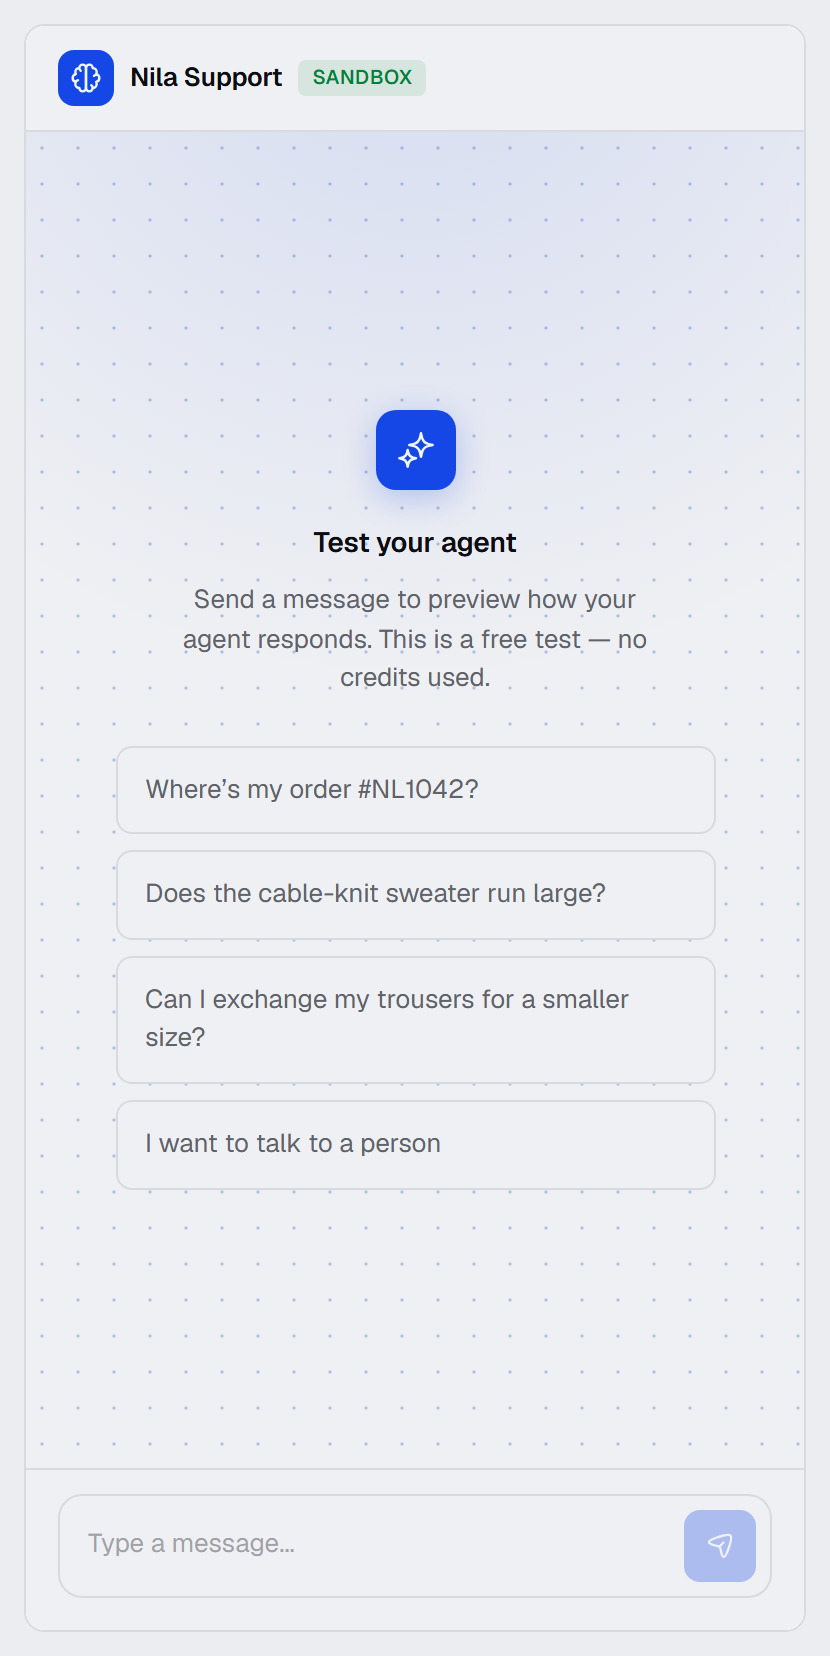 Nila Support
SANDBOX
Test your agent
Send a message to preview how your
agent responds. This is a free test — no
credits used.
Where’s my order #NL1042?
Does the cable-knit sweater run large?
Can I exchange my trousers for a smaller
size?
I want to talk to a person
Type a message...